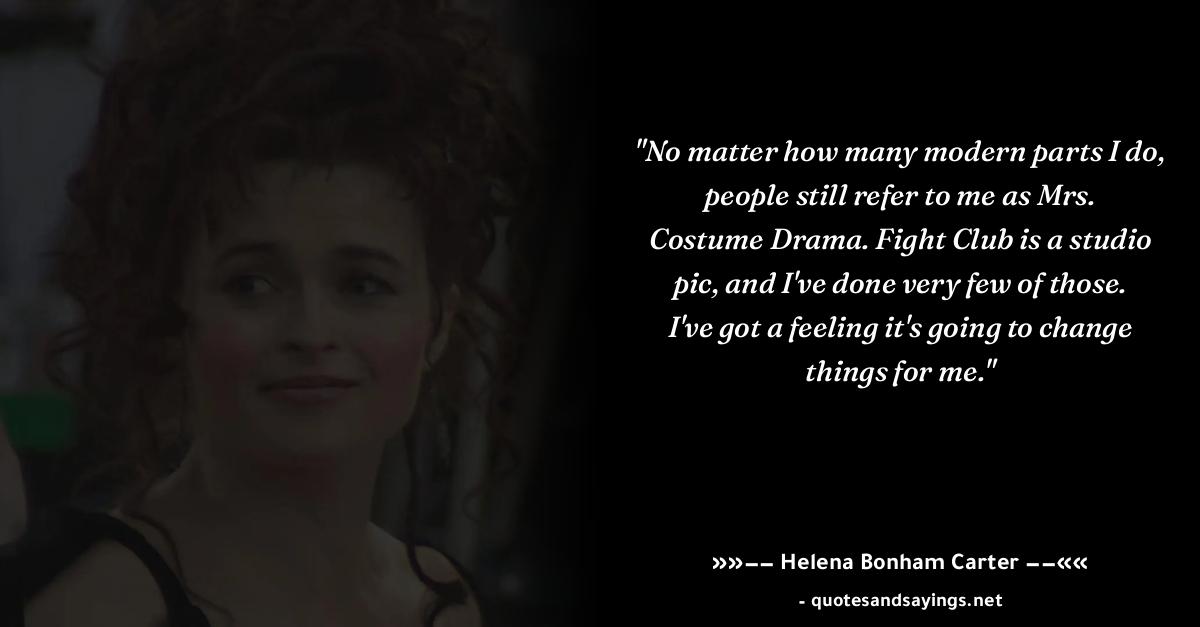 "No matter how many modern parts I do,
people still refer to me as Mrs.
Costume Drama. Fight Club is a studio
pic, and I've done very few of those.
I've got a feeling it's going to change
things for me."
»»–– Helena Bonham Carter ––««
- quotesandsayings.net